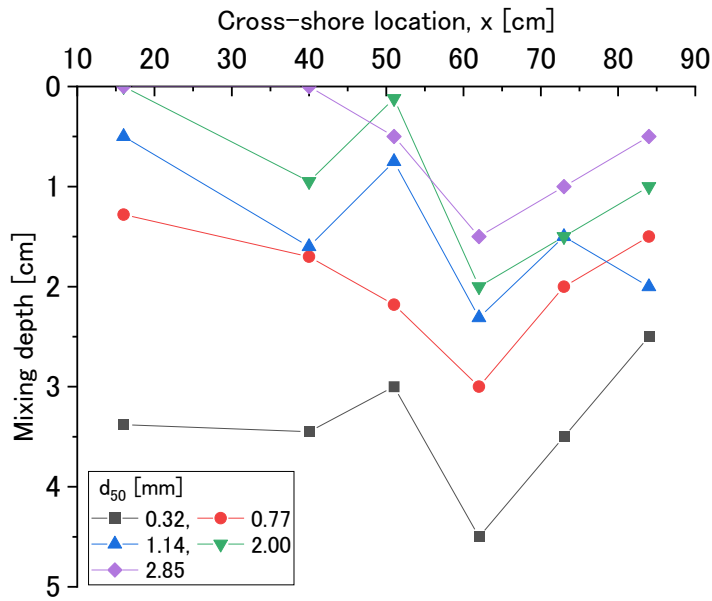 Cross-shore location, x [cm]
10 20 30 40 50 60 70 80 90
Mixing depth [cm]
0
1
2
3
4
5
d50 [mm]
0.32, 0.77
1.14, 2.00
2.85